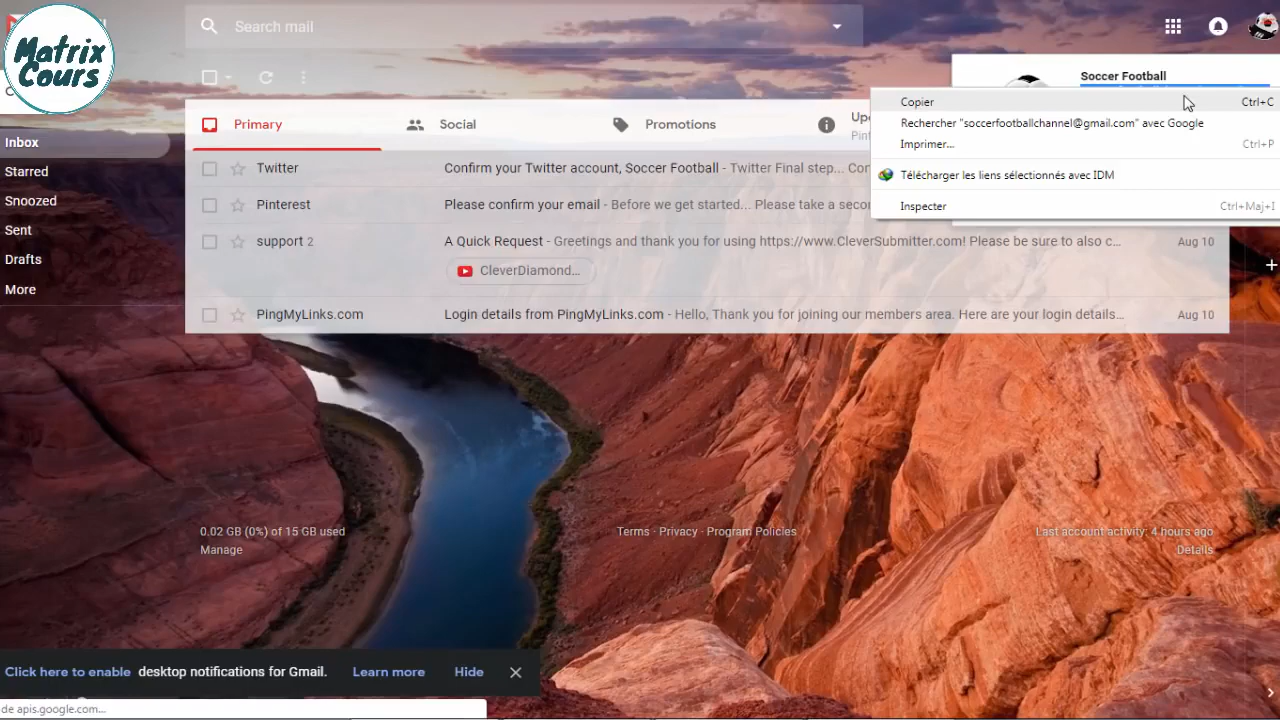 Matrix
Cours
Search mail
Soccer Football
Copier Ctrl+C
Rechercher "soccerfootballchannel@gmail.com" avec Google
Imprimer... Ctrl+P
Télécharger les liens sélectionnés avec IDM
Inspecter Ctrl+Maj+I
Primary
Social
Promotions
Inbox
Starred
Snoozed
Sent
Drafts
More
Twitter Confirm your Twitter account, Soccer Football - Twitter Final step...
Pinterest Please confirm your email - Before we get started... Please take a
support 2 A Quick Request - Greetings and thank you for using https://www.CleverSubmitter.com! Please be sure to also c... Aug 10
CleverDiamond...
PingMyLinks.com Login details from PingMyLinks.com - Hello, Thank you for joining our members area. Here are your login details... Aug 10
0.02 GB (0%) of 15 GB used
Manage
Terms · Privacy · Program Policies
Last account activity: 4 hours ago
Details
Click here to enable desktop notifications for Gmail. Learn more Hide
de apis.google.com...